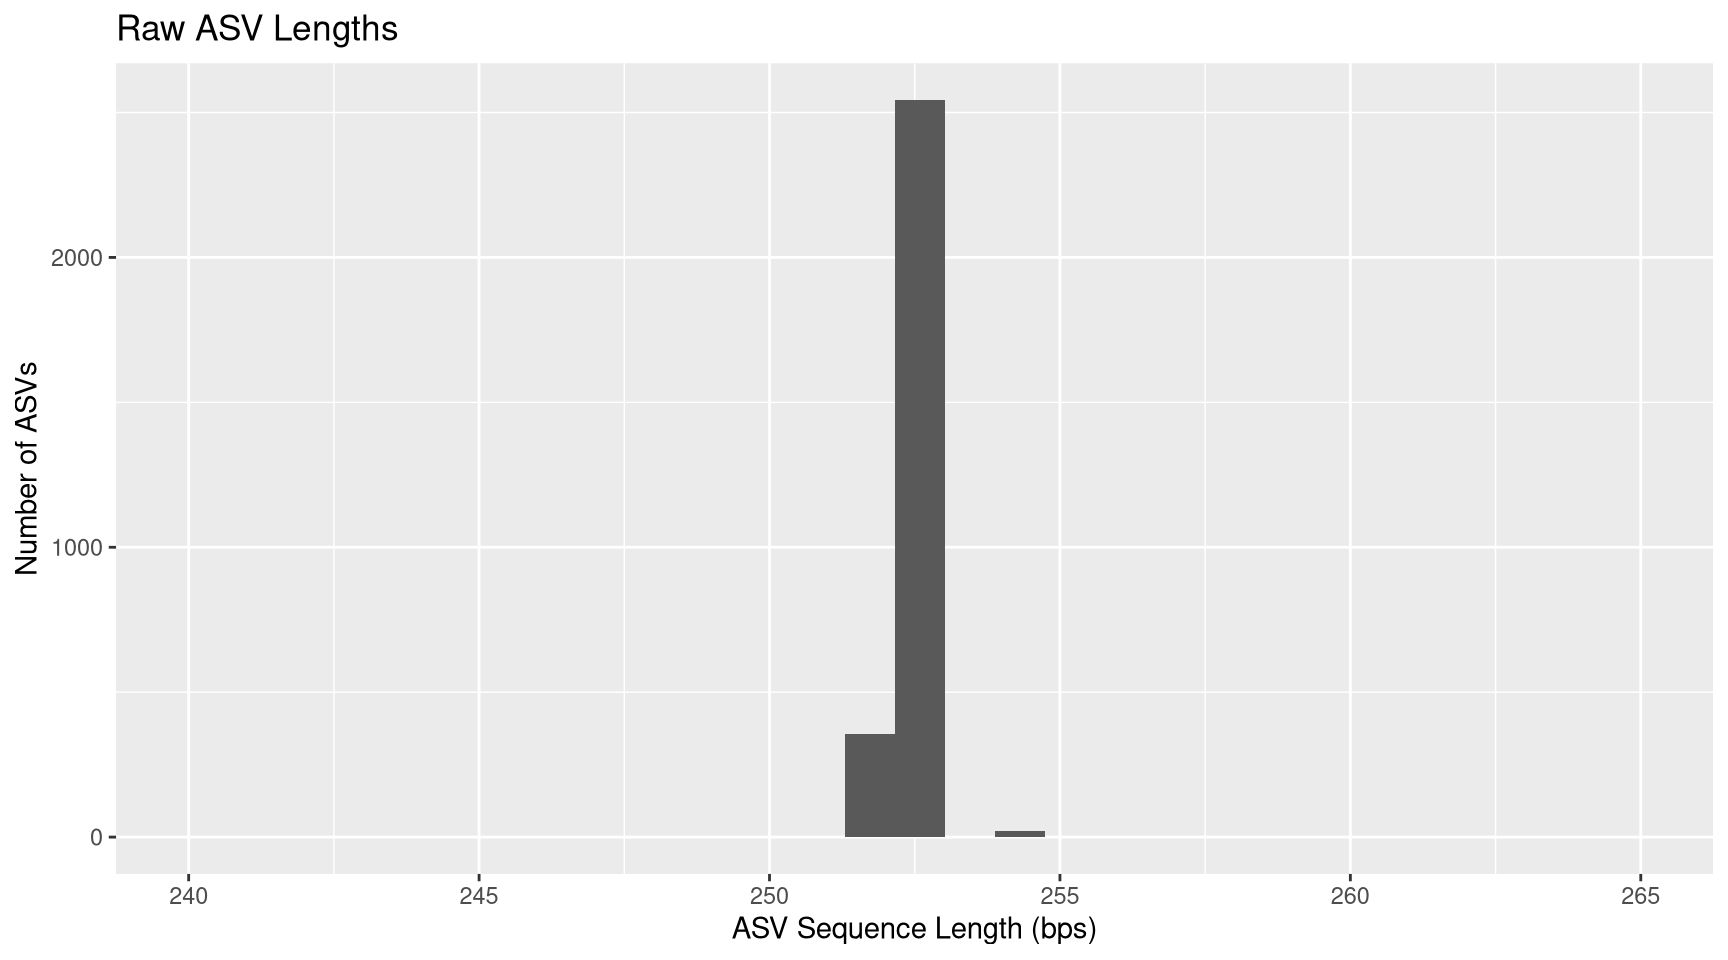 Raw ASV Lengths
Number of ASVs
2000
1000
0
240 245 250 255 260 265
ASV Sequence Length (bps)